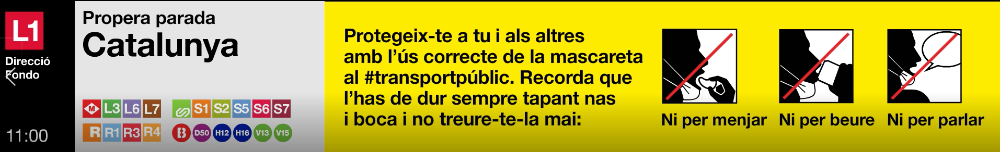 L1
Direcció
Fondo
11:00
Propera parada
Catalunya
M L3 L6 L7
S1 S2 S5 S6 S7
R R1 R3 R4
B D50 H12 H16 V13 V15
Protegeix-te a tu i als altres
amb l'ús correcte de la mascareta
al #transportpúblic. Recorda que
l'has de dur sempre tapant nas
i boca i no treure-te-la mai:
Ni per menjar
Ni per beure
Ni per parlar